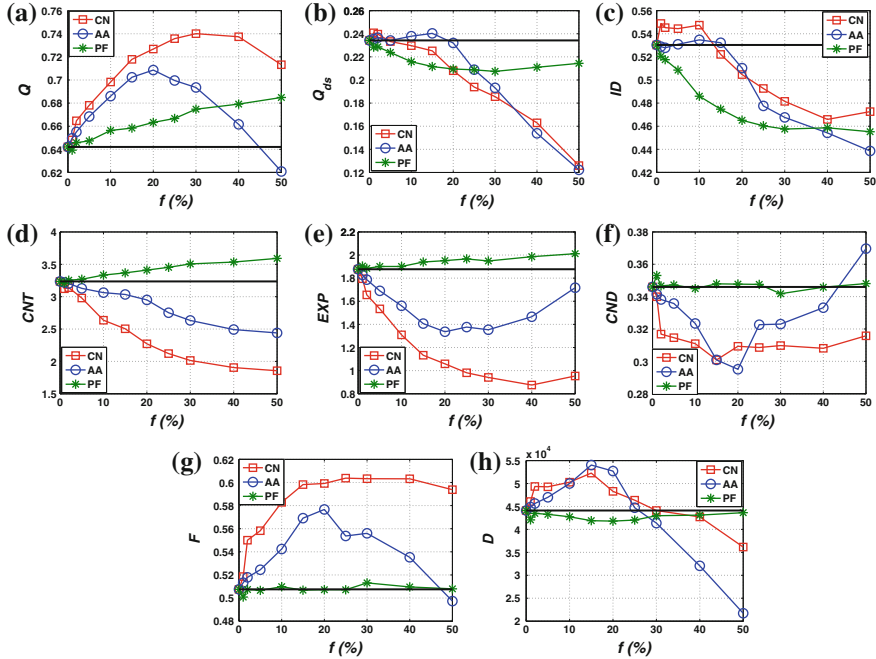 (a)
0.76
0.74
0.72
0.7
0.68
0.66
0.64
0.62
Q
CN
AA
PF
0 10 20 30 40 50
f (%)
(b)
0.26
0.24
0.22
0.2
0.18
0.16
0.14
0.12
Qds
CN
AA
PF
0 10 20 30 40 50
f (%)
(c)
0.56
0.54
0.52
0.5
0.48
0.46
0.44
0.42
ID
CN
AA
PF
0 10 20 30 40 50
f (%)
(d)
4
3.5
3
2.5
2
1.5
CNT
CN
AA
PF
0 10 20 30 40 50
f (%)
(e)
2.2
2
1.8
1.6
1.4
1.2
1
0.8
EXP
CN
AA
PF
0 10 20 30 40 50
f (%)
(f)
0.38
0.36
0.34
0.32
0.3
0.28
CND
CN
AA
PF
0 10 20 30 40 50
f (%)
(g)
0.62
0.6
0.58
0.56
0.54
0.52
0.5
0.48
F
CN
AA
PF
0 10 20 30 40 50
f (%)
(h)
x 10⁴
5.5
5
4.5
4
3.5
3
2.5
2
D
CN
AA
PF
0 10 20 30 40 50
f (%)